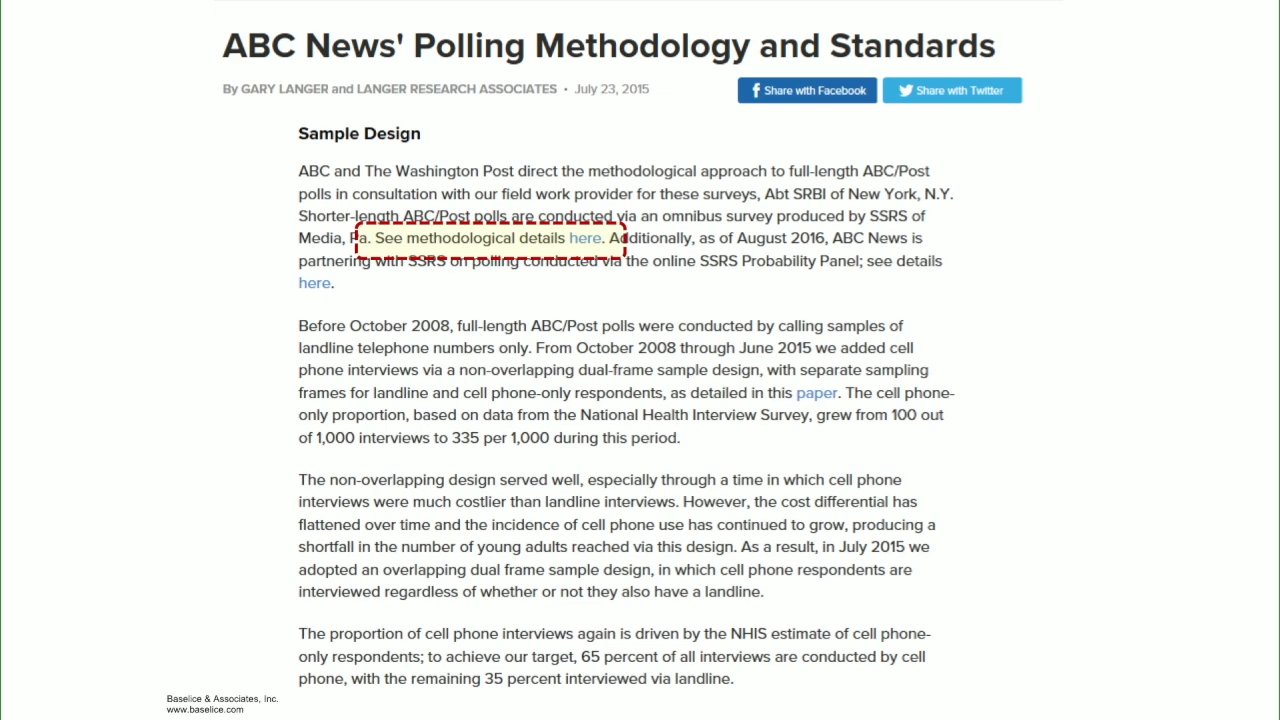 ABC News' Polling Methodology and Standards
By GARY LANGER and LANGER RESEARCH ASSOCIATES • July 23, 2015
Share with Facebook
Share with Twitter
Sample Design
ABC and The Washington Post direct the methodological approach to full-length ABC/Post
polls in consultation with our field work provider for these surveys, Abt SRBI of New York, N.Y.
Shorter-length ABC/Post polls are conducted via an omnibus survey produced by SSRS of
Media, Pa. See methodological details here. Additionally, as of August 2016, ABC News is
partnering with SSRS on polling conducted via the online SSRS Probability Panel; see details
here.
Before October 2008, full-length ABC/Post polls were conducted by calling samples of
landline telephone numbers only. From October 2008 through June 2015 we added cell
phone interviews via a non-overlapping dual-frame sample design, with separate sampling
frames for landline and cell phone-only respondents, as detailed in this paper. The cell phone-
only proportion, based on data from the National Health Interview Survey, grew from 100 out
of 1,000 interviews to 335 per 1,000 during this period.
The non-overlapping design served well, especially through a time in which cell phone
interviews were much costlier than landline interviews. However, the cost differential has
flattened over time and the incidence of cell phone use has continued to grow, producing a
shortfall in the number of young adults reached via this design. As a result, in July 2015 we
adopted an overlapping dual frame sample design, in which cell phone respondents are
interviewed regardless of whether or not they also have a landline.
The proportion of cell phone interviews again is driven by the NHIS estimate of cell phone-
only respondents; to achieve our target, 65 percent of all interviews are conducted by cell
phone, with the remaining 35 percent interviewed via landline.
Baselice & Associates, Inc.
www.baselice.com